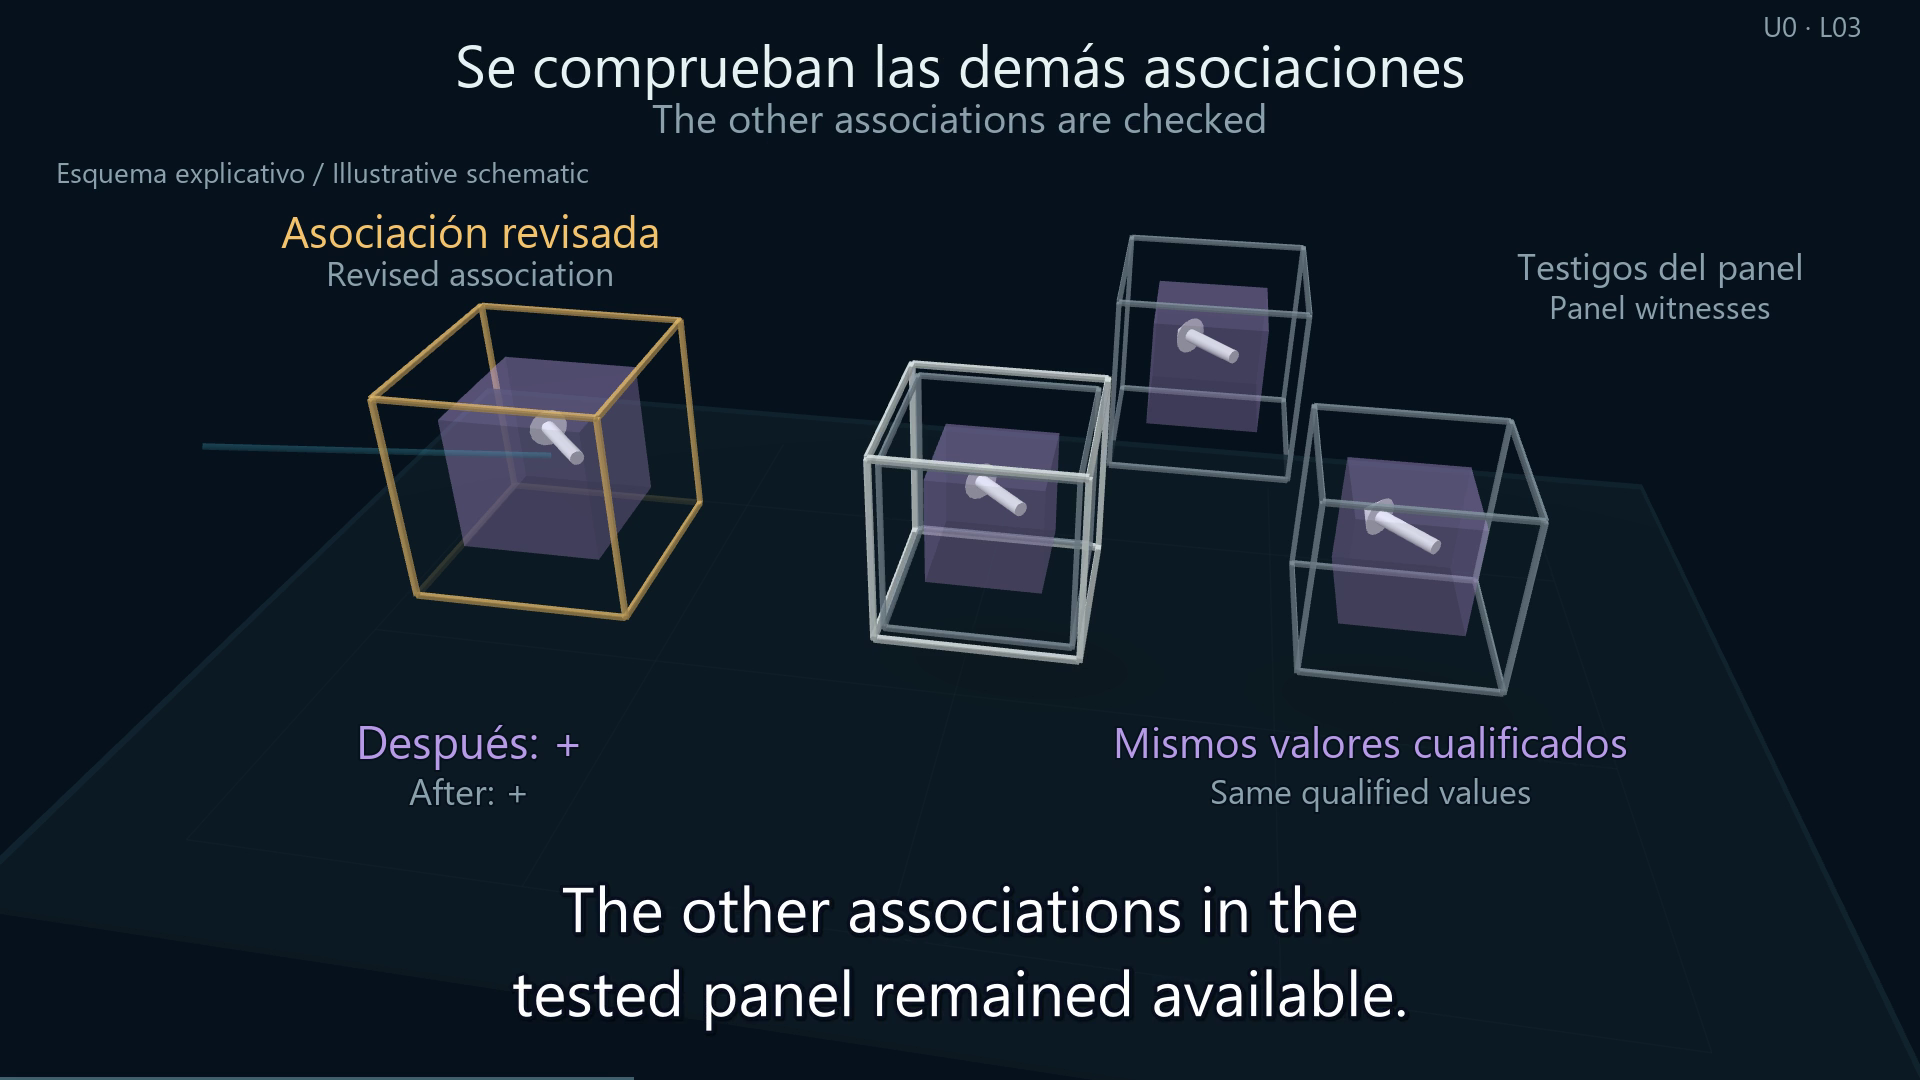 U0 · L03
Se comprueban las demás asociaciones
The other associations are checked
Esquema explicativo / Illustrative schematic
Asociación revisada
Revised association
Testigos del panel
Panel witnesses
Después: +
After: +
Mismos valores cualificados
Same qualified values
The other associations in the
tested panel remained available.